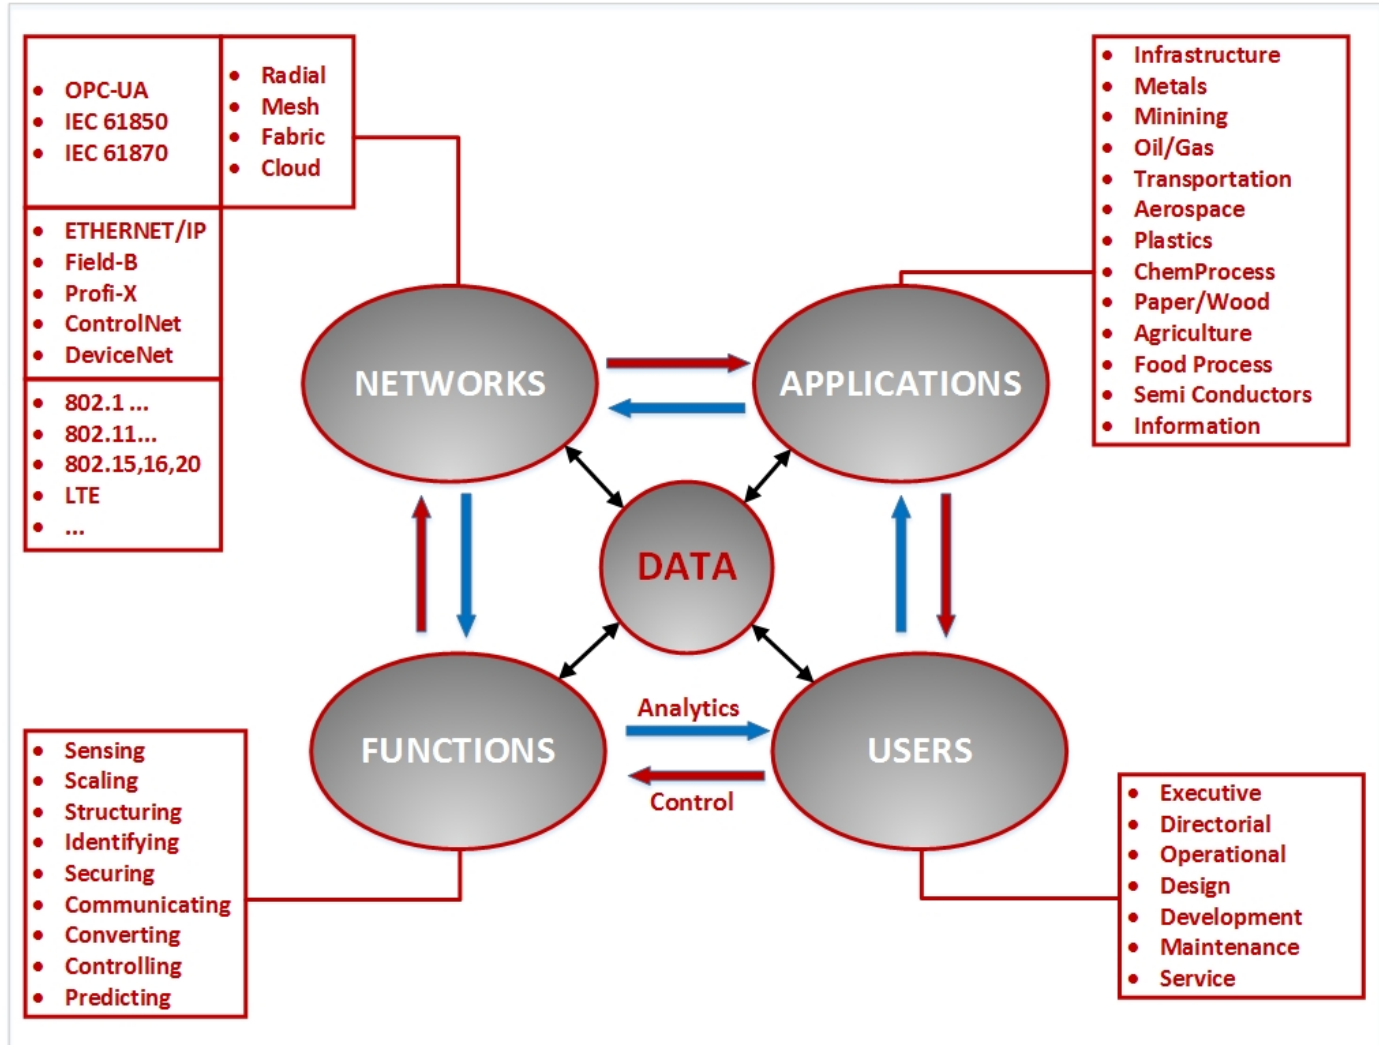 OPC-UA
IEC 61850
IEC 61870
Radial
Mesh
Fabric
Cloud
ETHERNET/IP
Field-B
Profi-X
ControlNet
DeviceNet
802.1 ...
802.11...
802.15,16,20
LTE
...
Infrastructure
Metals
Minining
Oil/Gas
Transportation
Aerospace
Plastics
ChemProcess
Paper/Wood
Agriculture
Food Process
Semi Conductors
Information
NETWORKS
APPLICATIONS
DATA
FUNCTIONS
Analytics
Control
USERS
Sensing
Scaling
Structuring
Identifying
Securing
Communicating
Converting
Controlling
Predicting
Executive
Directorial
Operational
Design
Development
Maintenance
Service